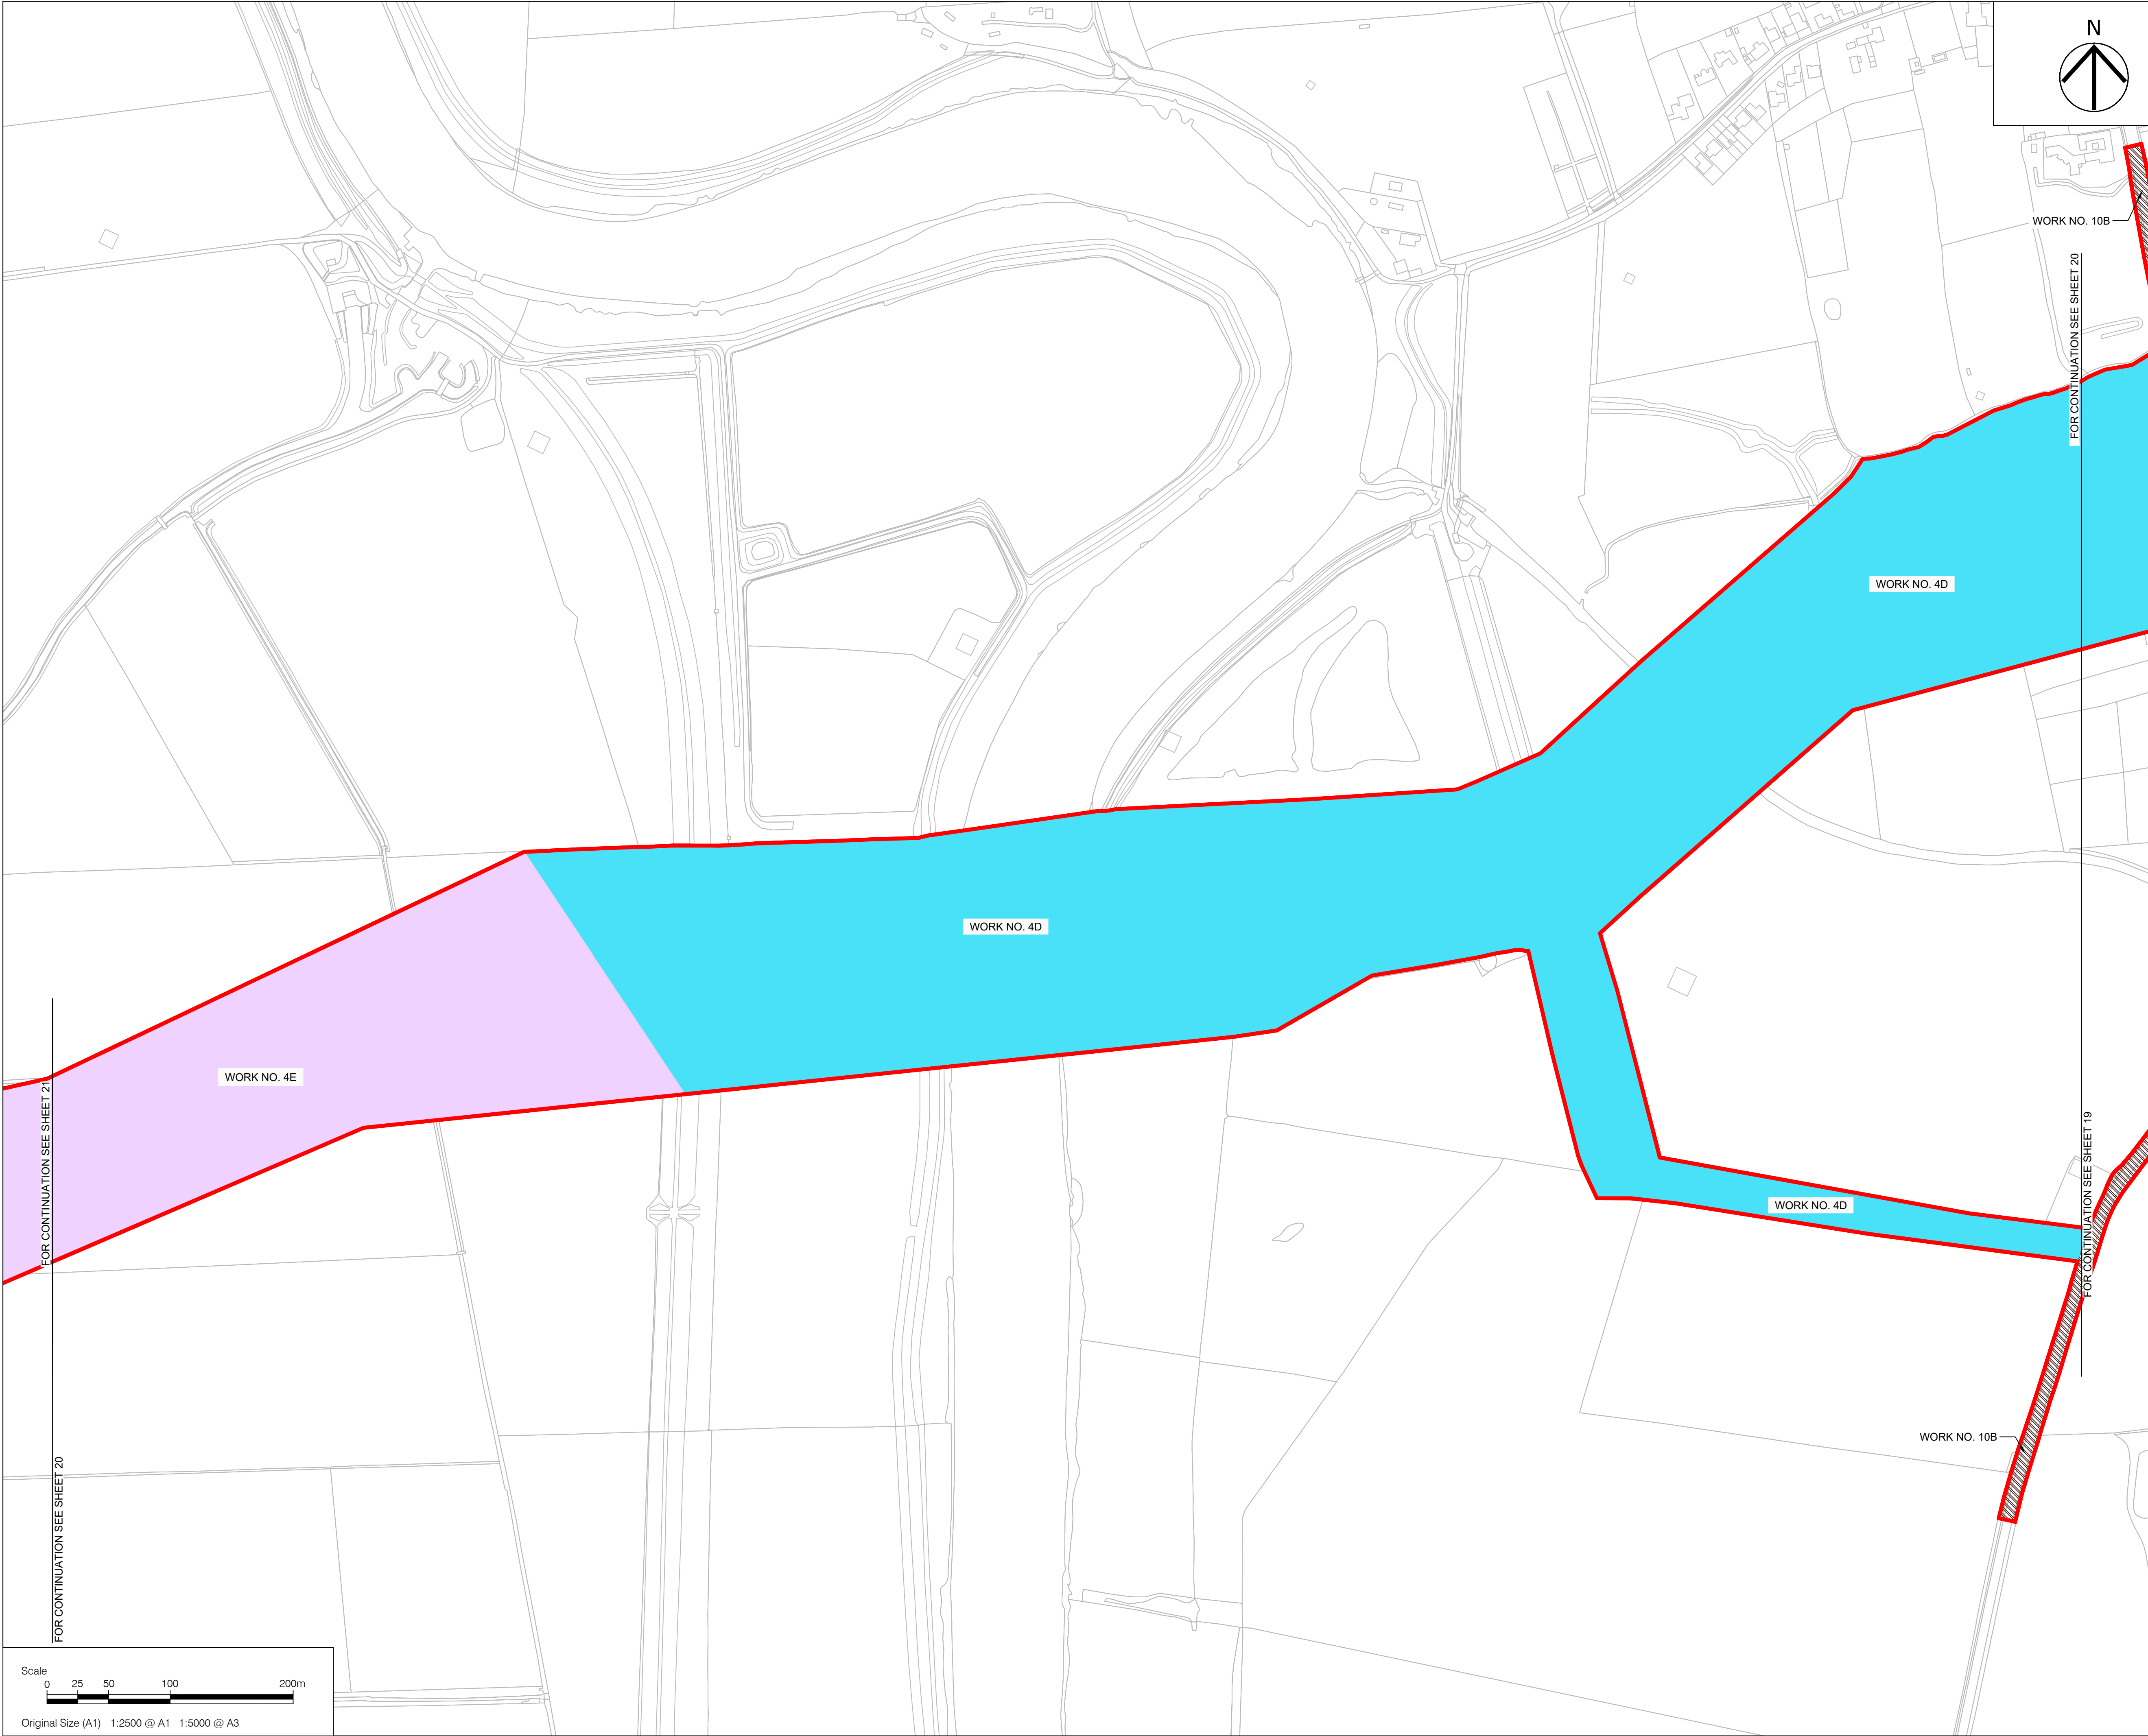 N
WORK NO. 10B
FOR CONTINUATION SEE SHEET 20
WORK NO. 4D
WORK NO. 4D
WORK NO. 4E
FOR CONTINUATION SEE SHEET 21
FOR CONTINUATION SEE SHEET 19
WORK NO. 4D
WORK NO. 10B
FOR CONTINUATION SEE SHEET 20
Scale
0 25 50 100 200m
Original Size (A1) 1:2500 @ A1 1:5000 @ A3